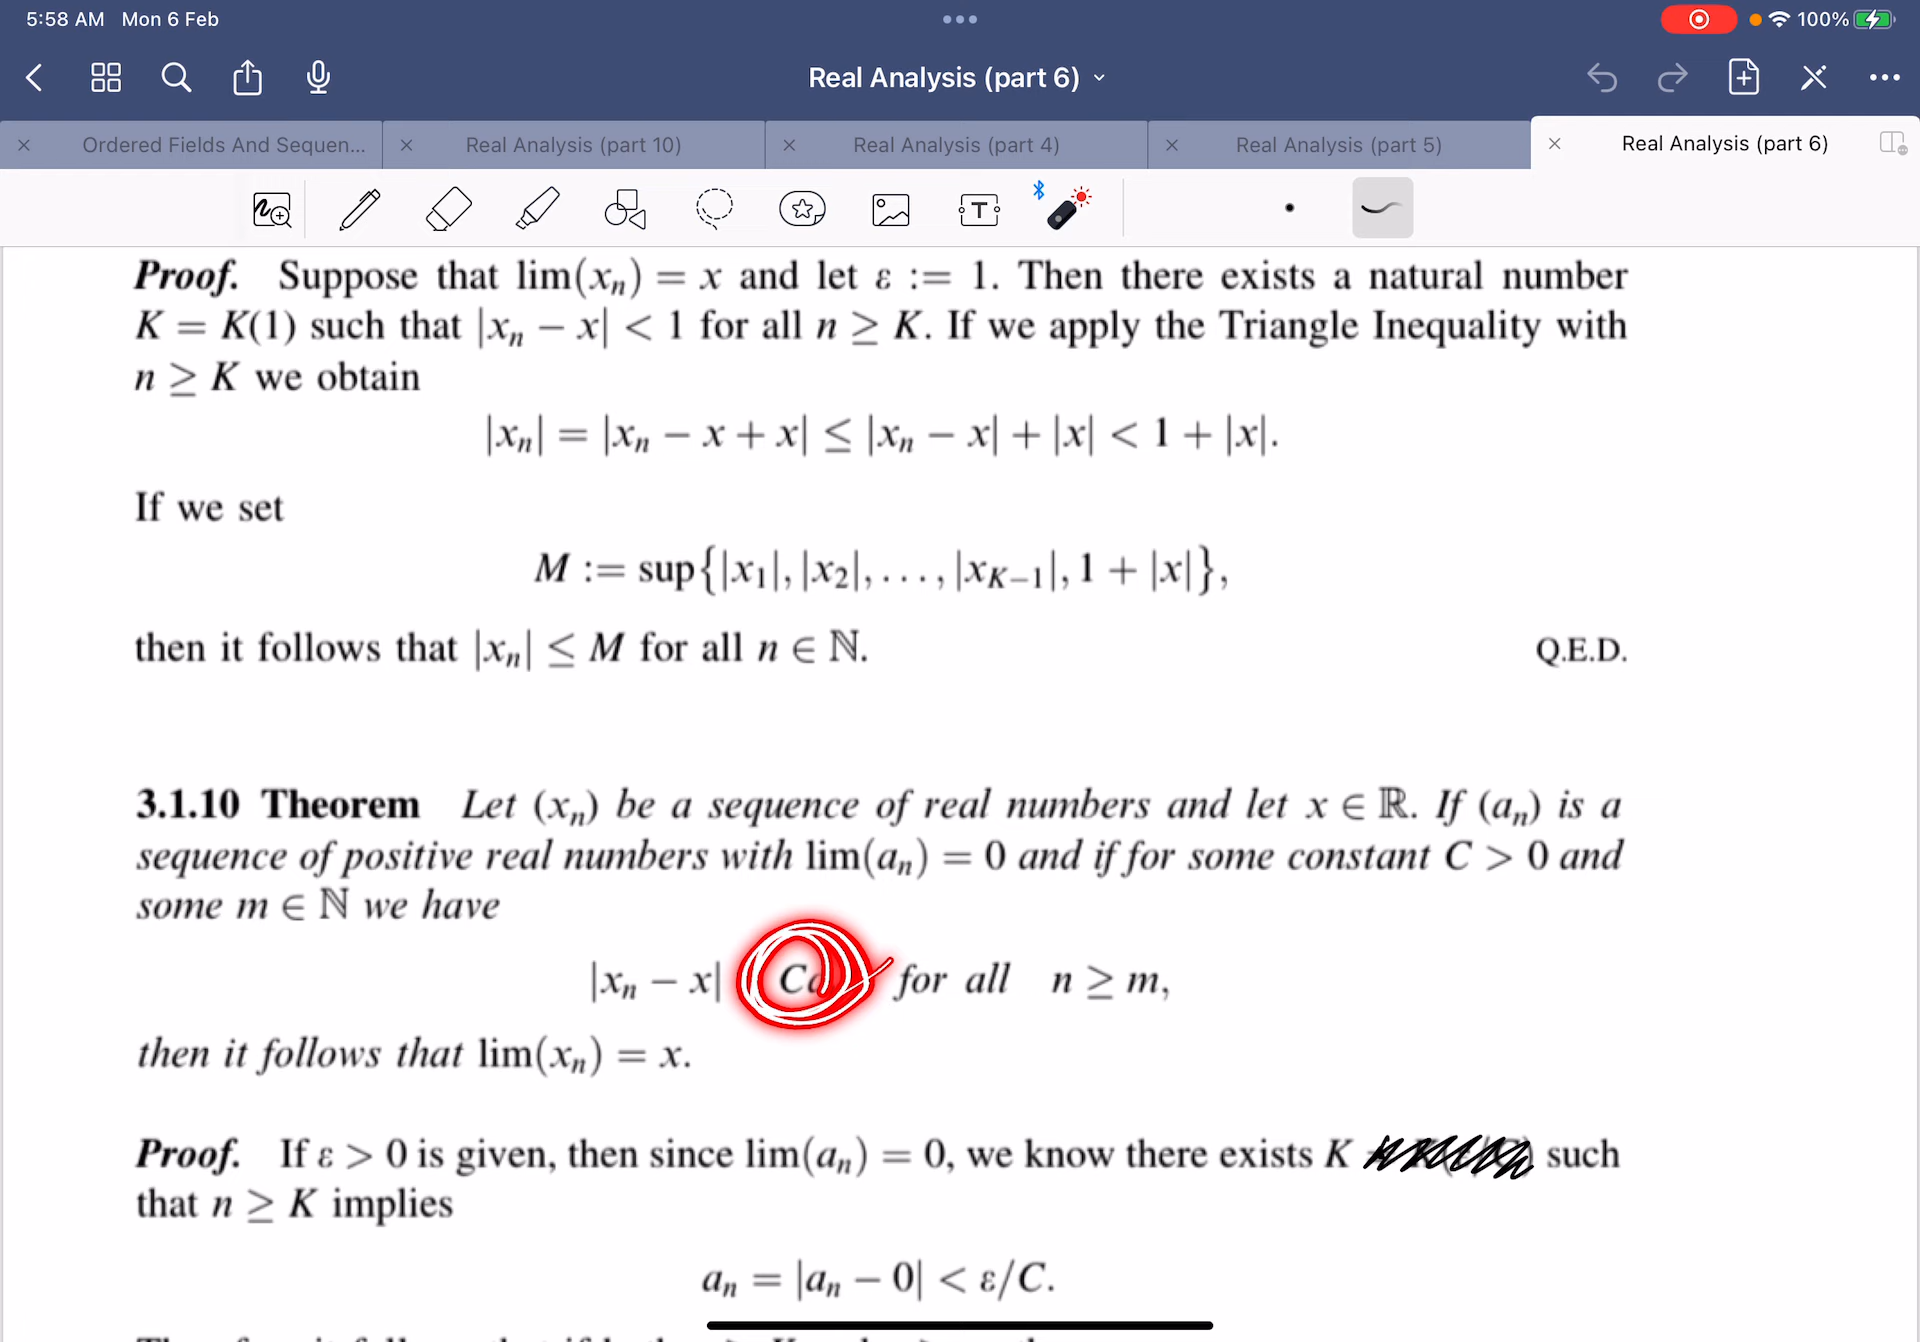 5:58 AM Mon 6 Feb
100%
Real Analysis (part 6)
Ordered Fields And Sequen...
Real Analysis (part 10)
Real Analysis (part 4)
Real Analysis (part 5)
Real Analysis (part 6)
T
Proof. Suppose that lim(xₙ) = x and let ε := 1. Then there exists a natural number
K = K(1) such that |xₙ − x| < 1 for all n ≥ K. If we apply the Triangle Inequality with
n ≥ K we obtain
|xₙ| = |xₙ − x + x| ≤ |xₙ − x| + |x| < 1 + |x|.
If we set
M := sup{|x₁|, |x₂|, . . . , |x_{K−1}|, 1 + |x|},
then it follows that |xₙ| ≤ M for all n ∈ ℕ. Q.E.D.
3.1.10 Theorem Let (xₙ) be a sequence of real numbers and let x ∈ ℝ. If (aₙ) is a
sequence of positive real numbers with lim(aₙ) = 0 and if for some constant C > 0 and
some m ∈ ℕ we have
|xₙ − x| C for all n ≥ m,
then it follows that lim(xₙ) = x.
Proof. If ε > 0 is given, then since lim(aₙ) = 0, we know there exists K such
that n ≥ K implies
aₙ = |aₙ − 0| < ε/C.